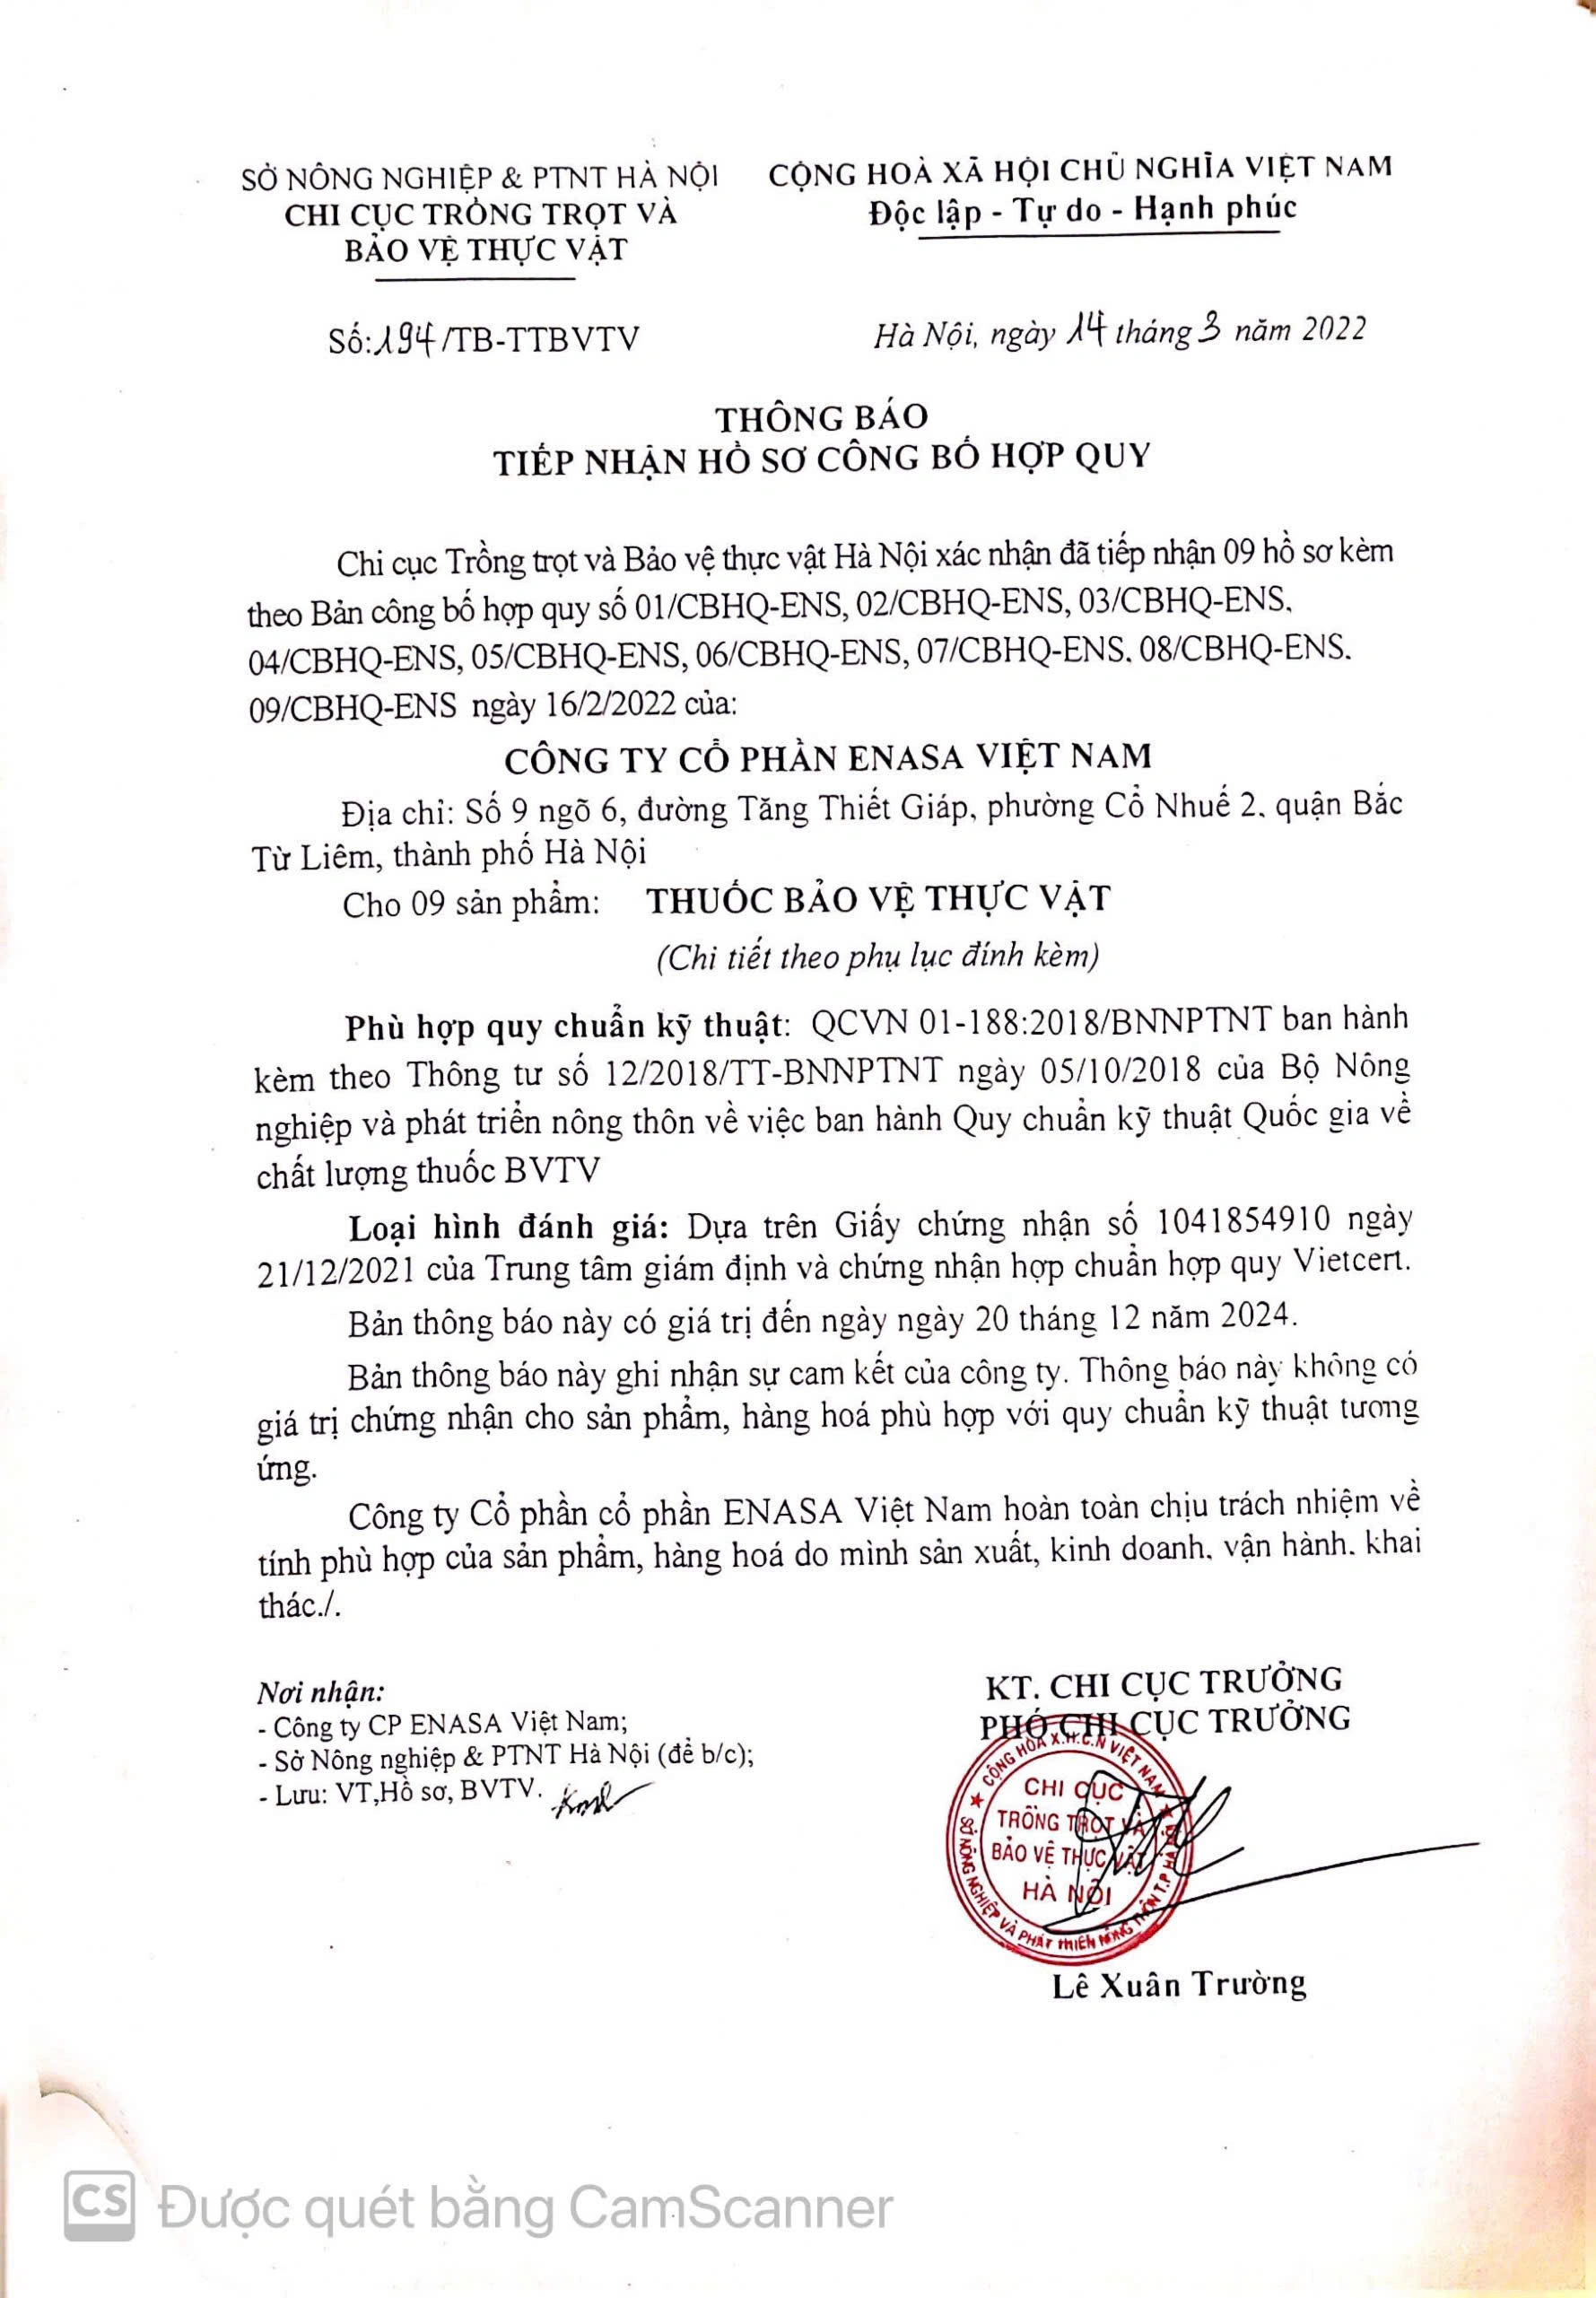 SỞ NÔNG NGHIỆP & PTNT HÀ NỘI
CHI CỤC TRỒNG TRỌT VÀ
BẢO VỆ THỰC VẬT
CỘNG HOÀ XÃ HỘI CHỦ NGHĨA VIỆT NAM
Độc lập - Tự do - Hạnh phúc
Số:194/TB-TTBVTV
Hà Nội, ngày 14 tháng 3 năm 2022
THÔNG BÁO
TIẾP NHẬN HỒ SƠ CÔNG BỐ HỢP QUY
Chi cục Trồng trọt và Bảo vệ thực vật Hà Nội xác nhận đã tiếp nhận 09 hồ sơ kèm
theo Bản công bố hợp quy số 01/CBHQ-ENS, 02/CBHQ-ENS, 03/CBHQ-ENS,
04/CBHQ-ENS, 05/CBHQ-ENS, 06/CBHQ-ENS, 07/CBHQ-ENS, 08/CBHQ-ENS,
09/CBHQ-ENS ngày 16/2/2022 của:
CÔNG TY CỔ PHẦN ENASA VIỆT NAM
Địa chỉ: Số 9 ngõ 6, đường Tăng Thiết Giáp, phường Cổ Nhuế 2, quận Bắc
Từ Liêm, thành phố Hà Nội
Cho 09 sản phẩm: THUỐC BẢO VỆ THỰC VẬT
(Chi tiết theo phụ lục đính kèm)
Phù hợp quy chuẩn kỹ thuật: QCVN 01-188:2018/BNNPTNT ban hành
kèm theo Thông tư số 12/2018/TT-BNNPTNT ngày 05/10/2018 của Bộ Nông
nghiệp và phát triển nông thôn về việc ban hành Quy chuẩn kỹ thuật Quốc gia về
chất lượng thuốc BVTV
Loại hình đánh giá: Dựa trên Giấy chứng nhận số 1041854910 ngày
21/12/2021 của Trung tâm giám định và chứng nhận hợp chuẩn hợp quy Vietcert.
Bản thông báo này có giá trị đến ngày ngày 20 tháng 12 năm 2024.
Bản thông báo này ghi nhận sự cam kết của công ty. Thông báo này không có
giá trị chứng nhận cho sản phẩm, hàng hoá phù hợp với quy chuẩn kỹ thuật tương
ứng.
Công ty Cổ phần cổ phần ENASA Việt Nam hoàn toàn chịu trách nhiệm về
tính phù hợp của sản phẩm, hàng hoá do mình sản xuất, kinh doanh, vận hành, khai
thác./.
Nơi nhận:
- Công ty CP ENASA Việt Nam;
- Sở Nông nghiệp & PTNT Hà Nội (để b/c);
- Lưu: VT,Hồ sơ, BVTV.
KT. CHI CỤC TRƯỞNG
PHÓ CHI CỤC TRƯỞNG
CỘNG HÒA X.H.C.N VIỆT NAM
CHI CỤC
TRỒNG TRỌT VÀ
BẢO VỆ THỰC VẬT
HÀ NỘI
SỞ NÔNG NGHIỆP VÀ PHÁT TRIỂN NÔNG THÔN T.P HÀ NỘI
Lê Xuân Trường
CS Được quét bằng CamScanner